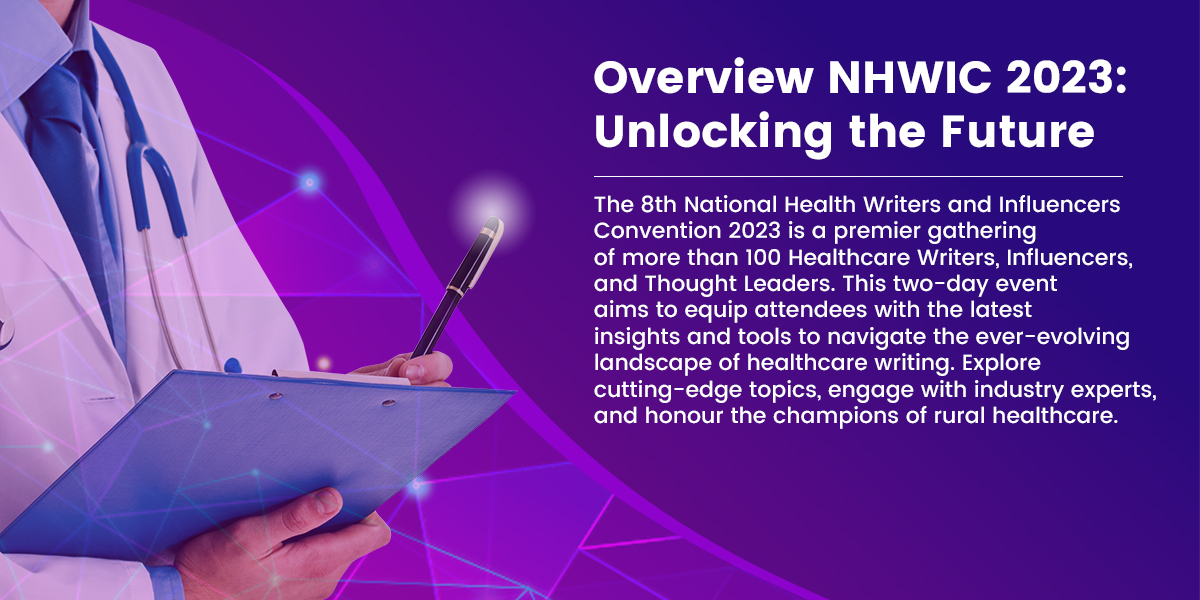 Overview NHWIC 2023:
Unlocking the Future
The 8th National Health Writers and Influencers
Convention 2023 is a premier gathering
of more than 100 Healthcare Writers, Influencers,
and Thought Leaders. This two-day event
aims to equip attendees with the latest
insights and tools to navigate the ever-evolving
landscape of healthcare writing. Explore
cutting-edge topics, engage with industry experts,
and honour the champions of rural healthcare.